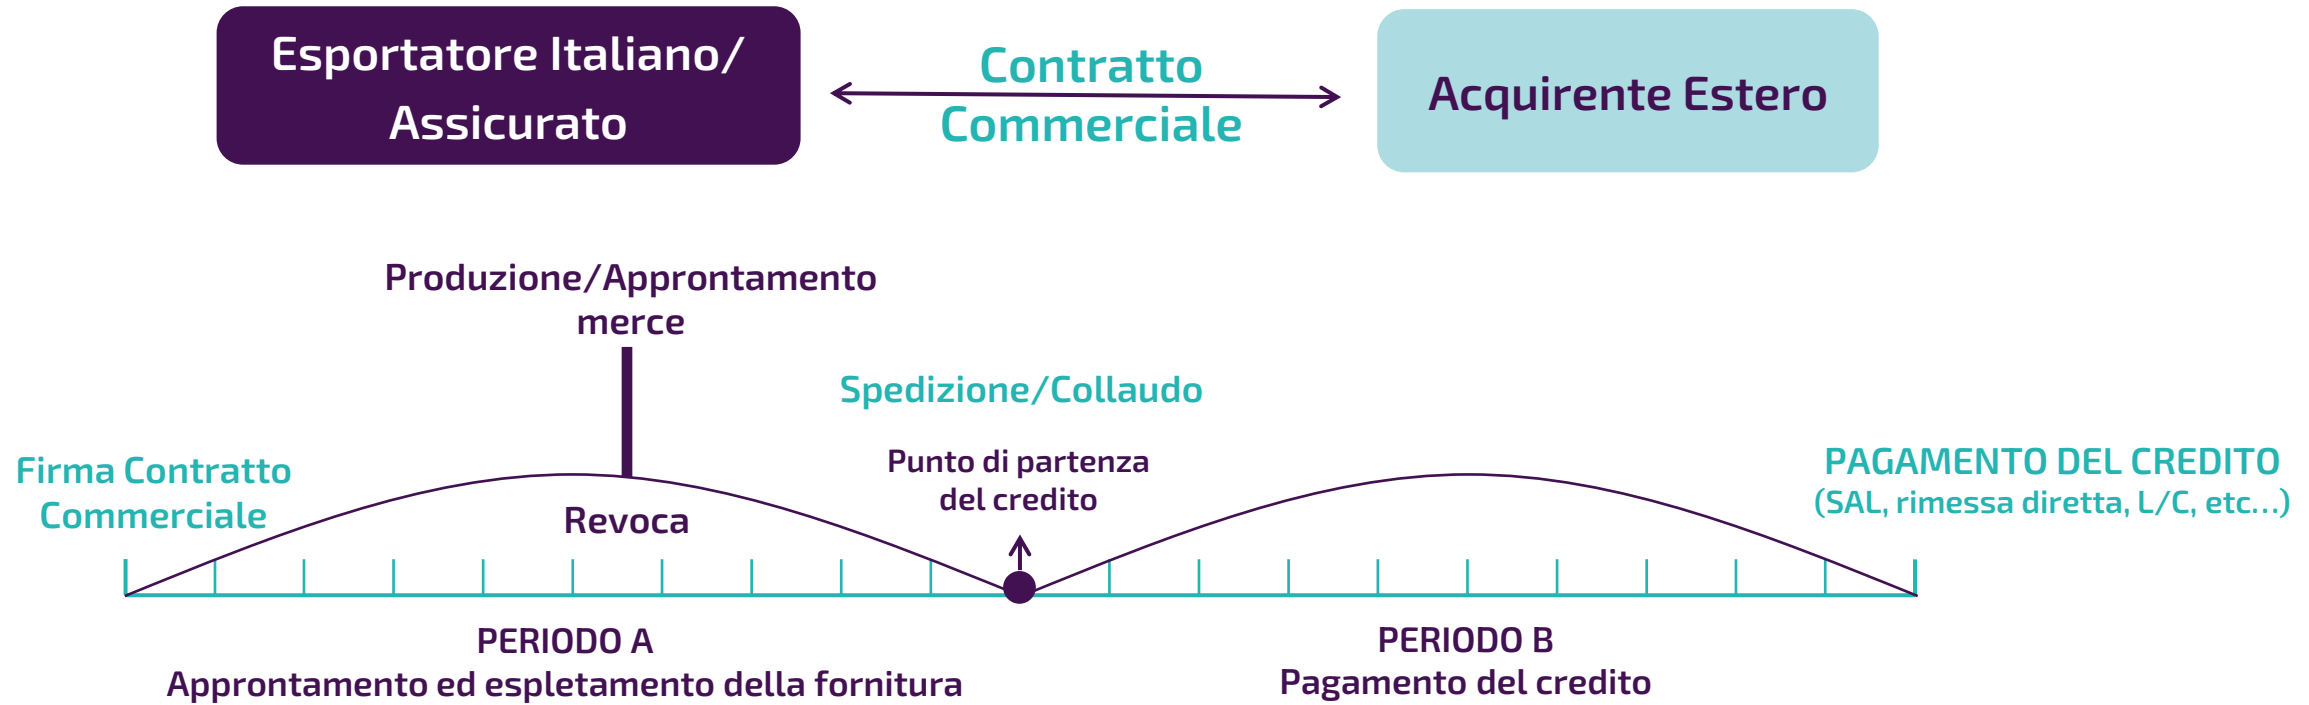 Esportatore Italiano/
Assicurato
Contratto
Commerciale
Acquirente Estero
Produzione/Approntamento
merce
Spedizione/Collaudo
Firma Contratto
Commerciale
Revoca
Punto di partenza
del credito
PAGAMENTO DEL CREDITO
(SAL, rimessa diretta, L/C, etc...)
PERIODO A
Approntamento ed espletamento della fornitura
PERIODO B
Pagamento del credito